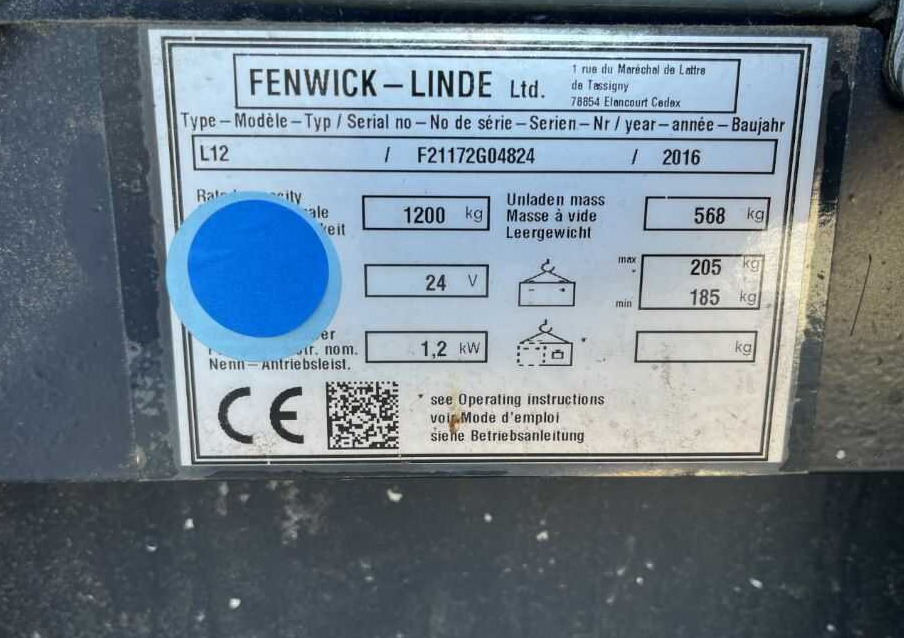 FENWICK – LINDE Ltd.
1 rue du Maréchal de Lattre
de Tassigny
78854 Elancourt Cedex
Type – Modèle – Typ / Serial no – No de série – Serien – Nr / year – année – Baujahr
L12 / F21172G04824 / 2016
1200 kg
Unladen mass
Masse à vide
Leergewicht
568 kg
24 V
max
205 kg
min
185 kg
nom.
Nenn – Antriebsleist.
1,2 kW
*
kg
CE
* see Operating instructions
voir Mode d'emploi
siehe Betriebsanleitung